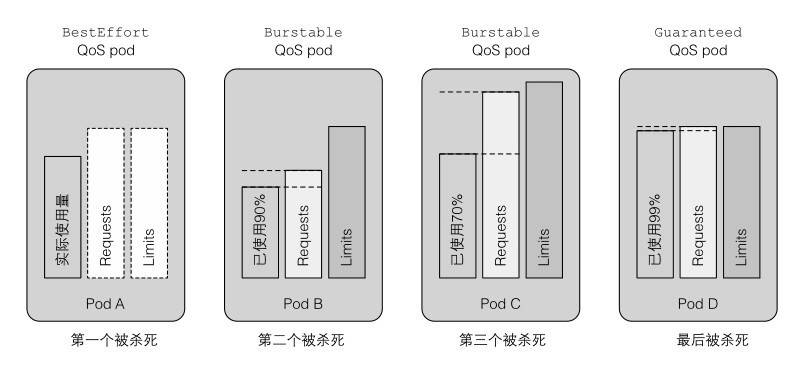 BestEffort
QoS pod
Burstable
QoS pod
Burstable
QoS pod
Guaranteed
QoS pod
实际使用量
Requests
Limits
Pod A
已使用90%
Requests
Limits
Pod B
已使用70%
Requests
Limits
Pod C
已使用99%
Requests
Limits
Pod D
第一个被杀死
第二个被杀死
第三个被杀死
最后被杀死